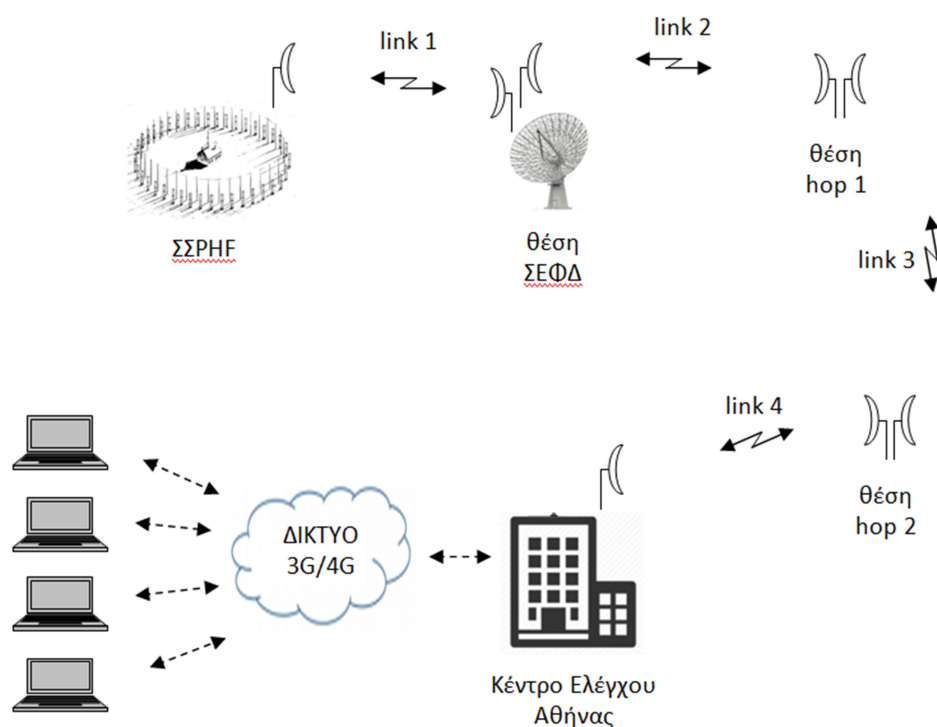 link 1
link 2
ΣΣΡHF
θέση
ΣΕΦΔ
θέση
hop 1
link 3
link 4
θέση
hop 2
ΔΙΚΤΥΟ
3G/4G
Κέντρο Ελέγχου
Αθήνας